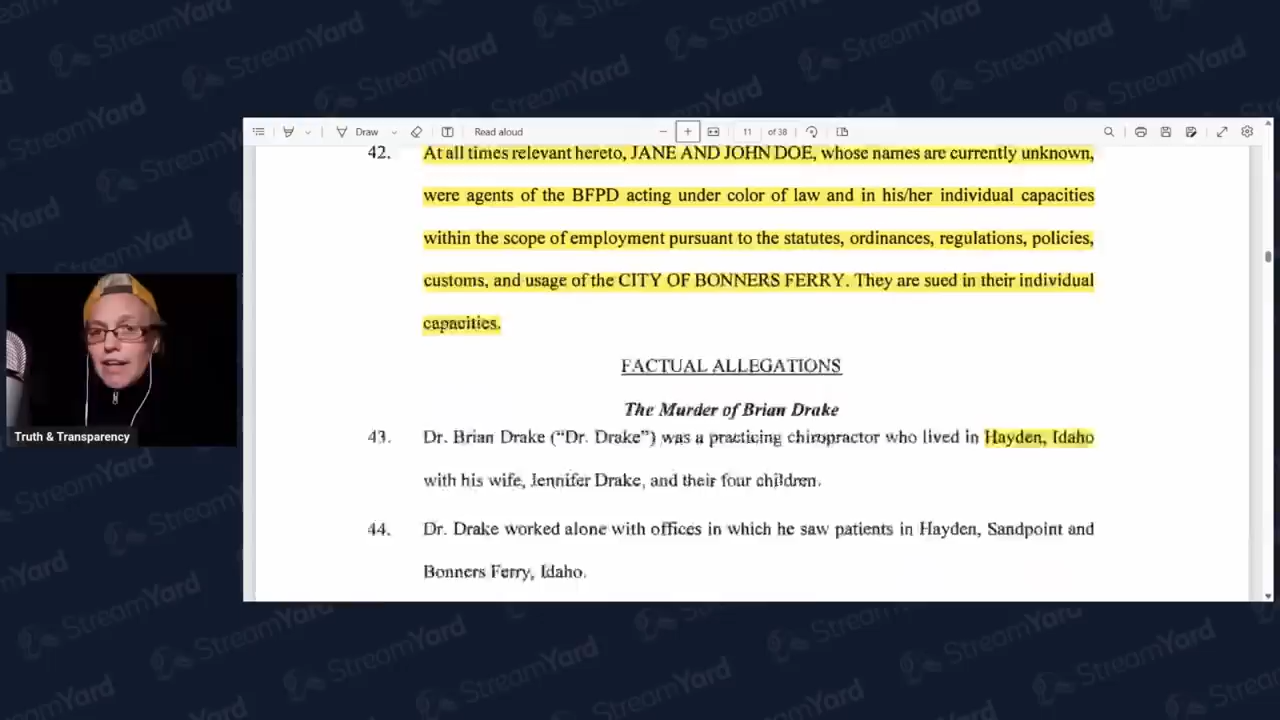 StreamYard
Draw
Read aloud
11 of 38
42. At all times relevant hereto, JANE AND JOHN DOE, whose names are currently unknown,
were agents of the BFPD acting under color of law and in his/her individual capacities
within the scope of employment pursuant to the statutes, ordinances, regulations, policies,
customs, and usage of the CITY OF BONNERS FERRY. They are sued in their individual
capacities.
FACTUAL ALLEGATIONS
The Murder of Brian Drake
43. Dr. Brian Drake ("Dr. Drake") was a practicing chiropractor who lived in Hayden, Idaho
with his wife, Jennifer Drake, and their four children.
44. Dr. Drake worked alone with offices in which he saw patients in Hayden, Sandpoint and
Bonners Ferry, Idaho.
Truth & Transparency